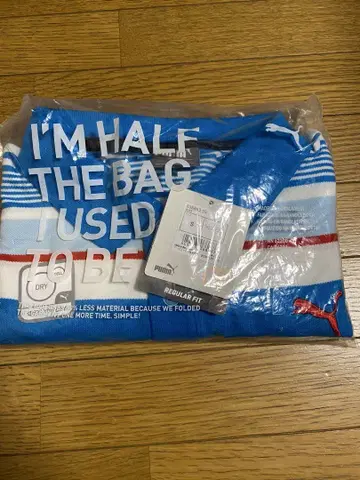 I'M HALF
THE BAG
I USED
TO BE
DRY
S
PUMA
REGULAR FIT
LESS MATERIAL BECAUSE WE FOLDED
ONE MORE TIME. SIMPLE!